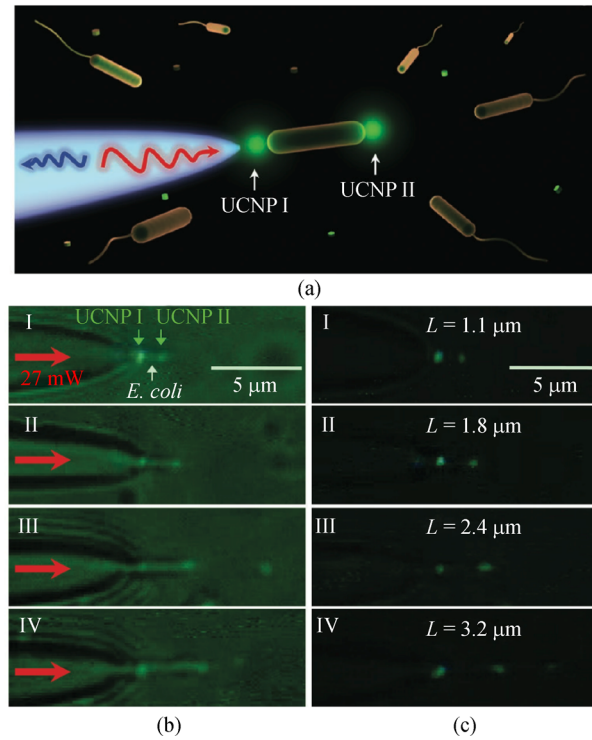 UCNP I
UCNP II
(a)
I
UCNP I UCNP II
27 mW
E. coli
5 μm
II
III
IV
(b)
I
L = 1.1 μm
5 μm
II
L = 1.8 μm
III
L = 2.4 μm
IV
L = 3.2 μm
(c)